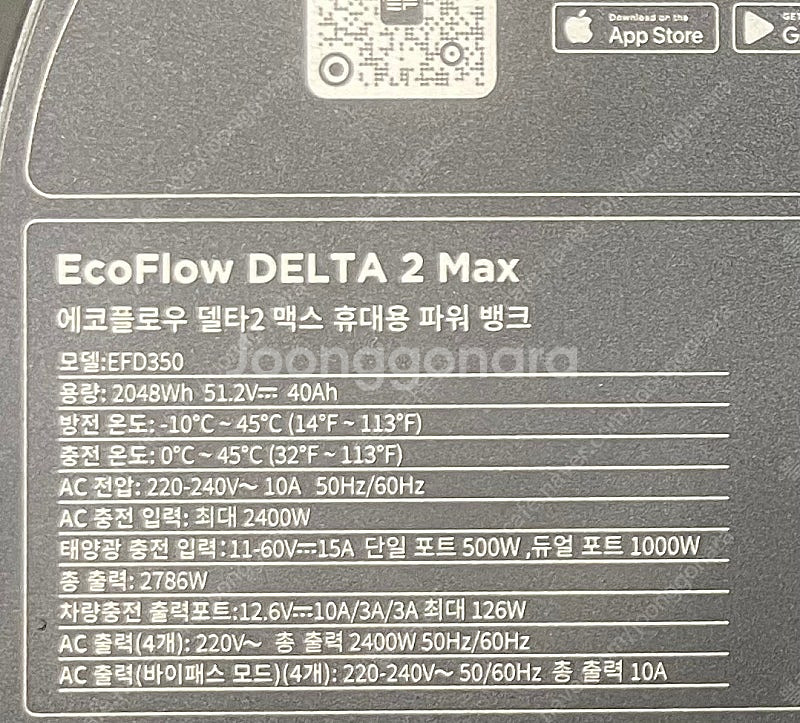 Download on the
App Store
EcoFlow DELTA 2 Max
에코플로우 델타2 맥스 휴대용 파워 뱅크
모델:EFD350
Joonggonara
용량: 2048Wh 51.2V⎓ 40Ah
방전 온도: -10°C ~ 45°C (14°F ~ 113°F)
충전 온도: 0°C ~ 45°C (32°F ~ 113°F)
AC 전압: 220-240V～ 10A 50Hz/60Hz
AC 충전 입력: 최대 2400W
태양광 충전 입력:11-60V⎓15A 단일 포트 500W ,듀얼 포트 1000W
총 출력: 2786W
차량충전 출력포트:12.6V⎓10A/3A/3A 최대 126W
AC 출력(4개): 220V～ 총 출력 2400W 50Hz/60Hz
AC 출력(바이패스 모드)(4개): 220-240V～ 50/60Hz 총 출력 10A